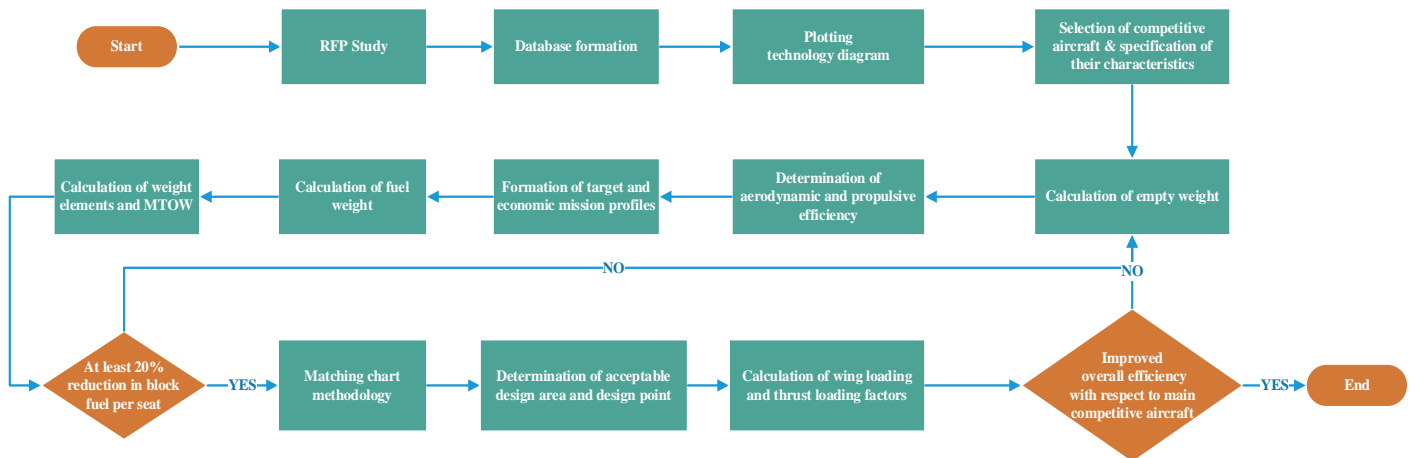 Start
RFP Study
Database formation
Plotting
technology diagram
Selection of competitive
aircraft & specification of
their characteristics
Calculation of weight
elements and MTOW
Calculation of fuel
weight
Formation of target and
economic mission profiles
Determination of
aerodynamic and propulsive
efficiency
Calculation of empty weight
NO
NO
At least 20%
reduction in block
fuel per seat
YES
Matching chart
methodology
Determination of acceptable
design area and design point
Calculation of wing loading
and thrust loading factors
Improved
overall efficiency
with respect to main
competitive aircraft
YES
End